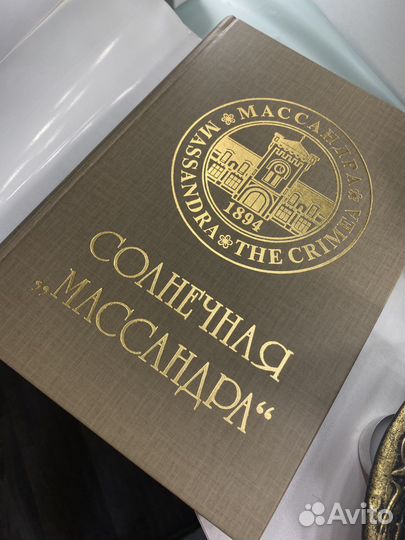 МАССАНДРА
MASSANDRA THE CRIMEA
1894
СОЛНЕЧНАЯ
„МАССАНДРА“
Avito